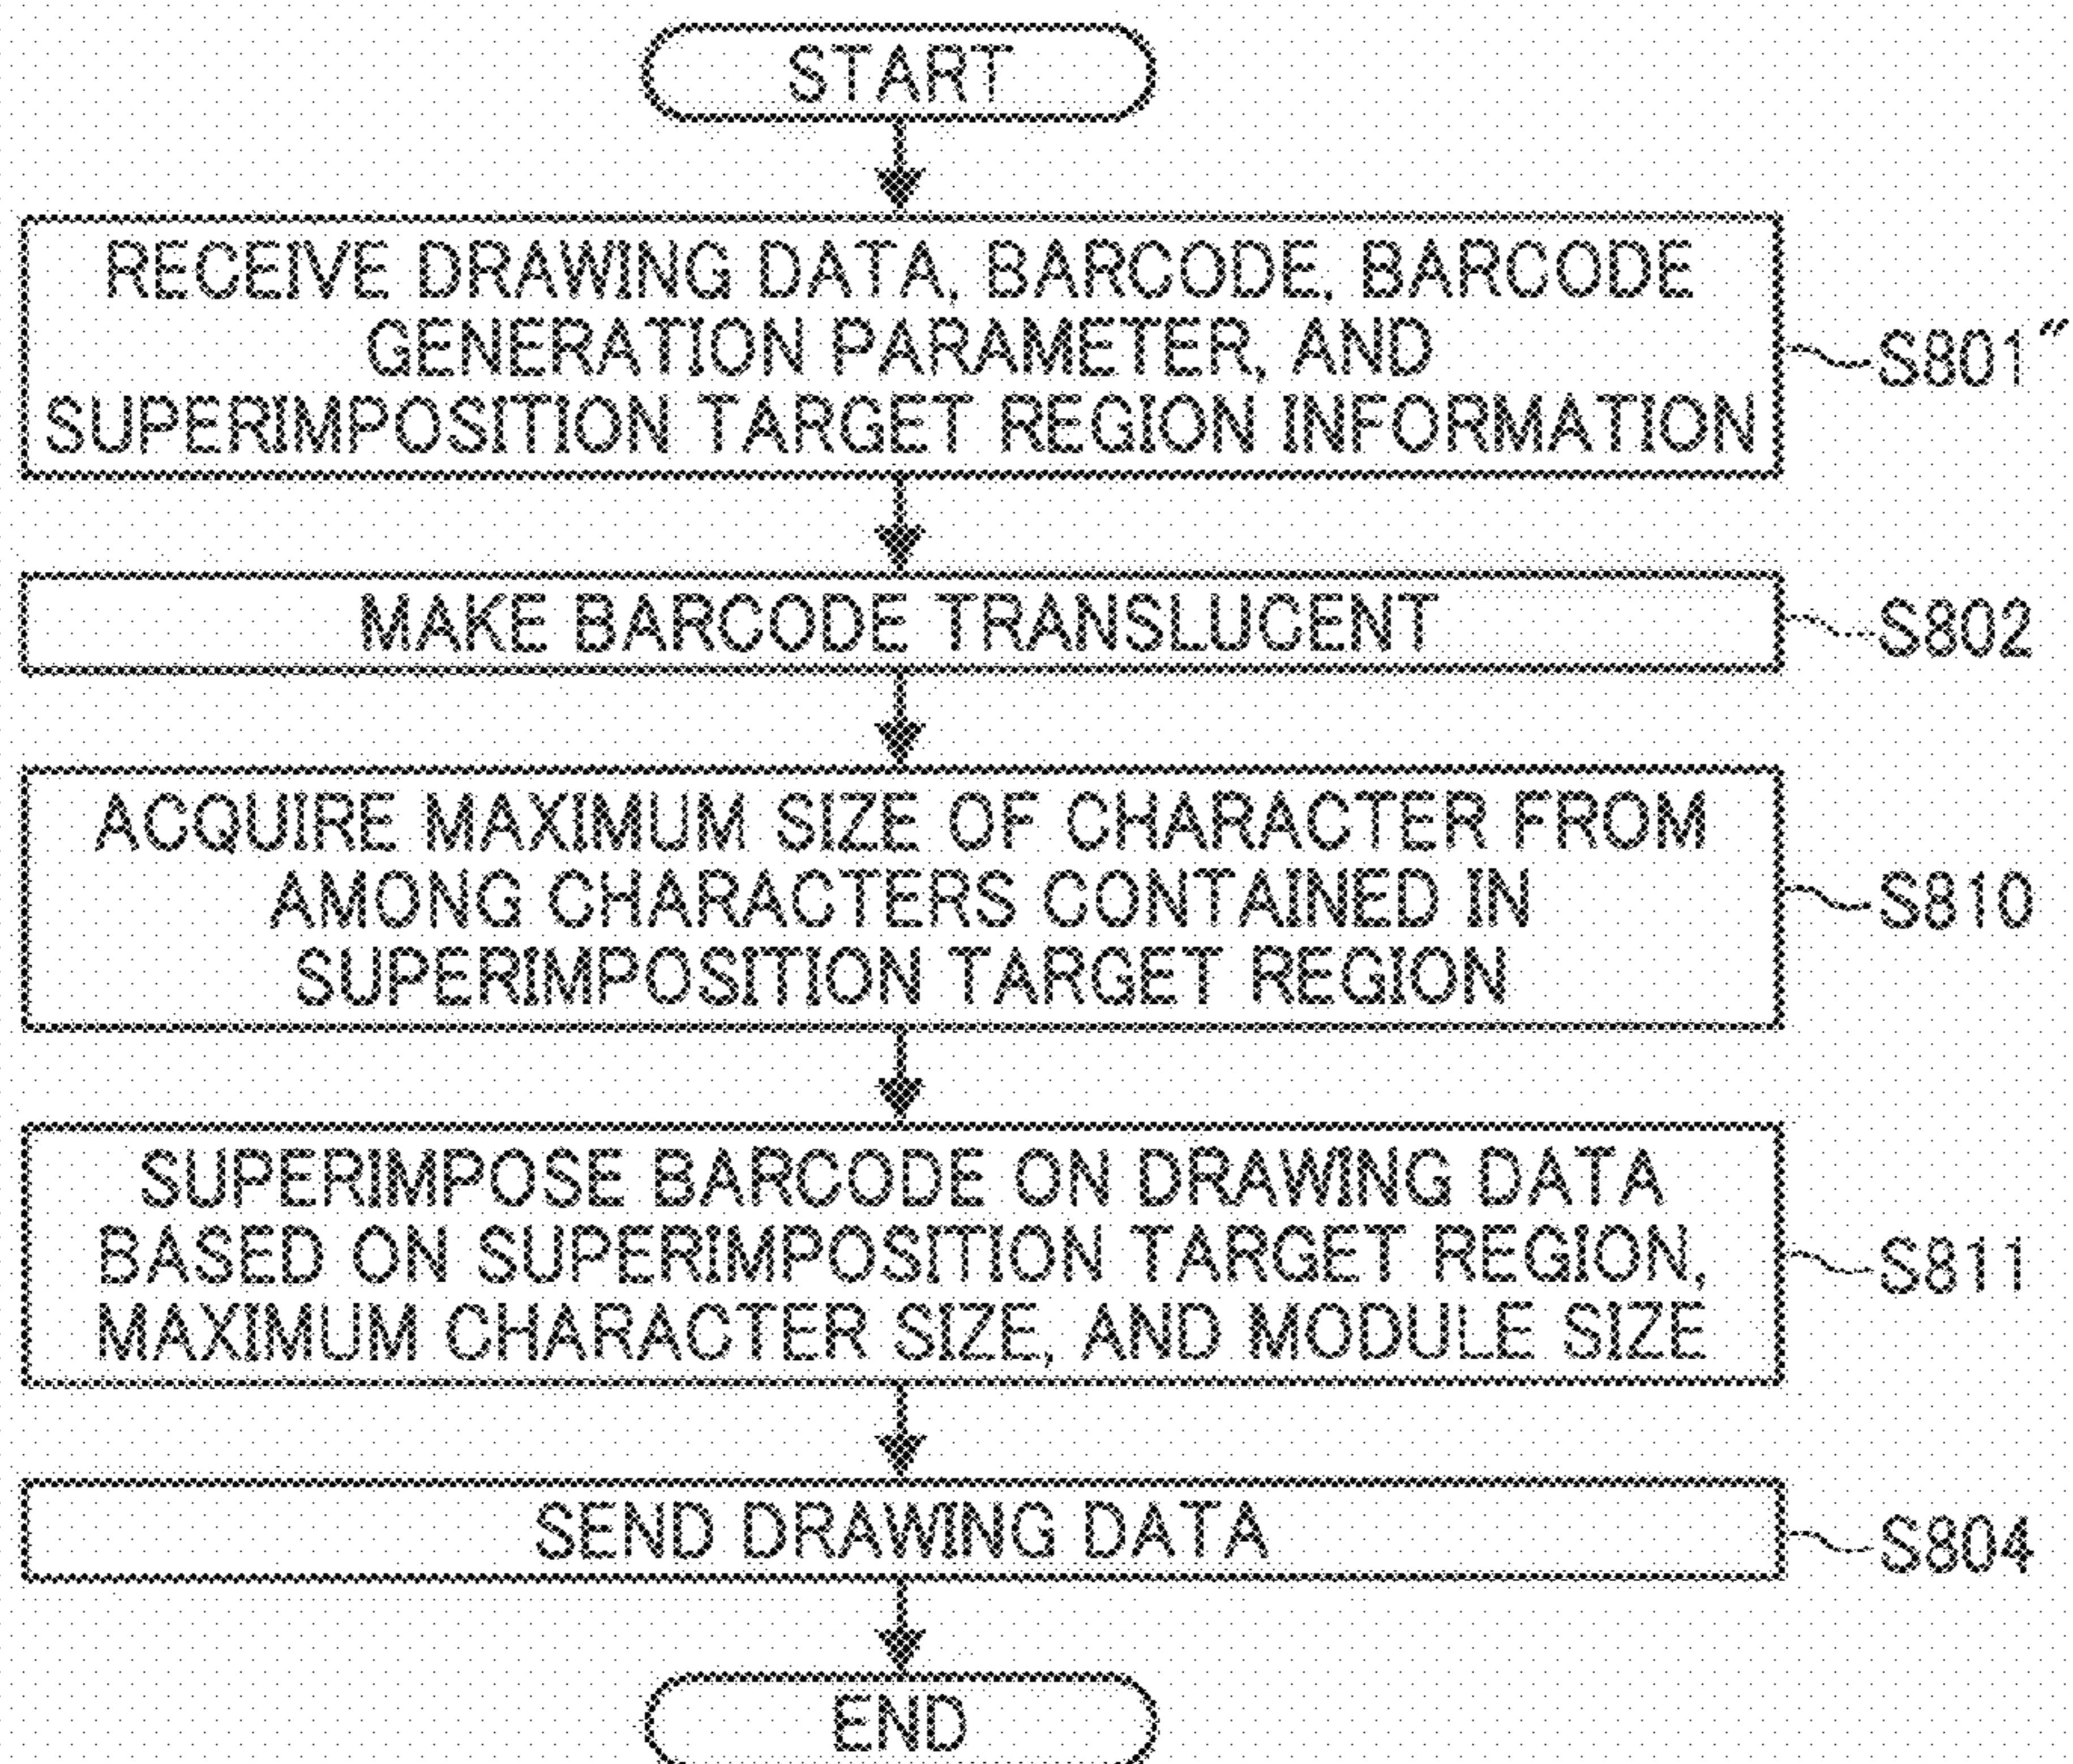 START
RECEIVE DRAWING DATA, BARCODE, BARCODE
GENERATION PARAMETER, AND
SUPERIMPOSITION TARGET REGION INFORMATION
S801"
MAKE BARCODE TRANSLUCENT
S802
ACQUIRE MAXIMUM SIZE OF CHARACTER FROM
AMONG CHARACTERS CONTAINED IN
SUPERIMPOSITION TARGET REGION
S810
SUPERIMPOSE BARCODE ON DRAWING DATA
BASED ON SUPERIMPOSITION TARGET REGION,
MAXIMUM CHARACTER SIZE, AND MODULE SIZE
S811
SEND DRAWING DATA
S804
END